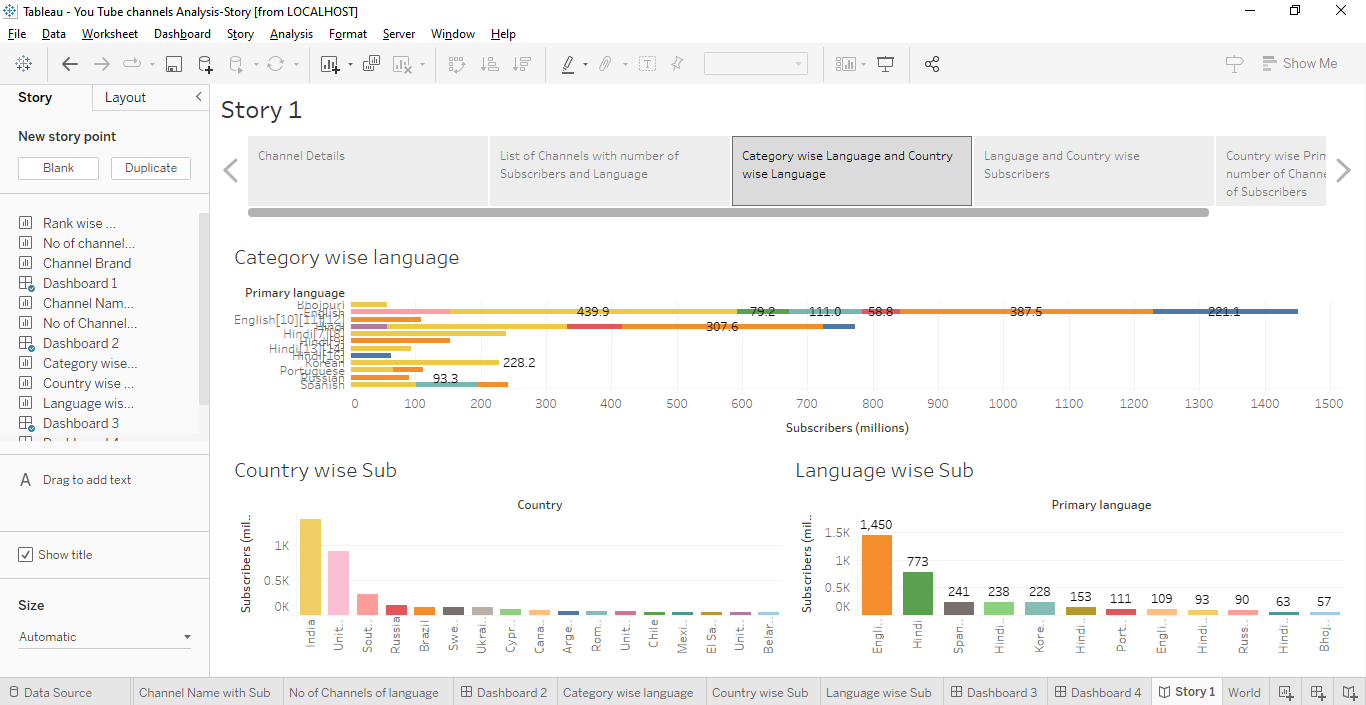 Tableau - You Tube channels Analysis-Story [from LOCALHOST]
File Data Worksheet Dashboard Story Analysis Format Server Window Help
Show Me
Story Layout
New story point
Blank Duplicate
Rank wise ...
No of channel...
Channel Brand
Dashboard 1
Channel Nam...
No of Channel...
Dashboard 2
Category wise...
Country wise ...
Language wis...
Dashboard 3
A Drag to add text
Show title
Size
Automatic
Story 1
Channel Details
List of Channels with number of
Subscribers and Language
Category wise Language and Country
wise Language
Language and Country wise
Subscribers
Country wise Prim
number of Channe
of Subscribers
Category wise language
Primary language
Bhojpuri
English
English[10][11][12]
Hindi
Hindi[7][8]
Hindi[13][14]
Hindi[16]
Korean
Portuguese
Russian
Spanish
439.9 79.2 111.0 58.8 387.5 221.1
307.6
228.2
93.3
0 100 200 300 400 500 600 700 800 900 1000 1100 1200 1300 1400 1500
Subscribers (millions)
Country wise Sub
Country
Subscribers (mil..
1K
0.5K
0K
India Unit.. Sout.. Russia Brazil Swe.. Ukrai.. Cypr.. Cana.. Arge.. Rom.. Unit.. Chile Mexi.. El Sa.. Unit.. Belar..
Language wise Sub
Primary language
Subscribers (mil..
1.5K
1K
0.5K
0K
1,450 773 241 238 228 153 111 109 93 90 63 57
Engli.. Hindi Span.. Hindi.. Kore.. Hindi.. Port.. Engli.. Hindi.. Russ.. Hindi.. Bhoj..
Data Source Channel Name with Sub No of Channels of language Dashboard 2 Category wise language Country wise Sub Language wise Sub Dashboard 3 Dashboard 4 Story 1 World